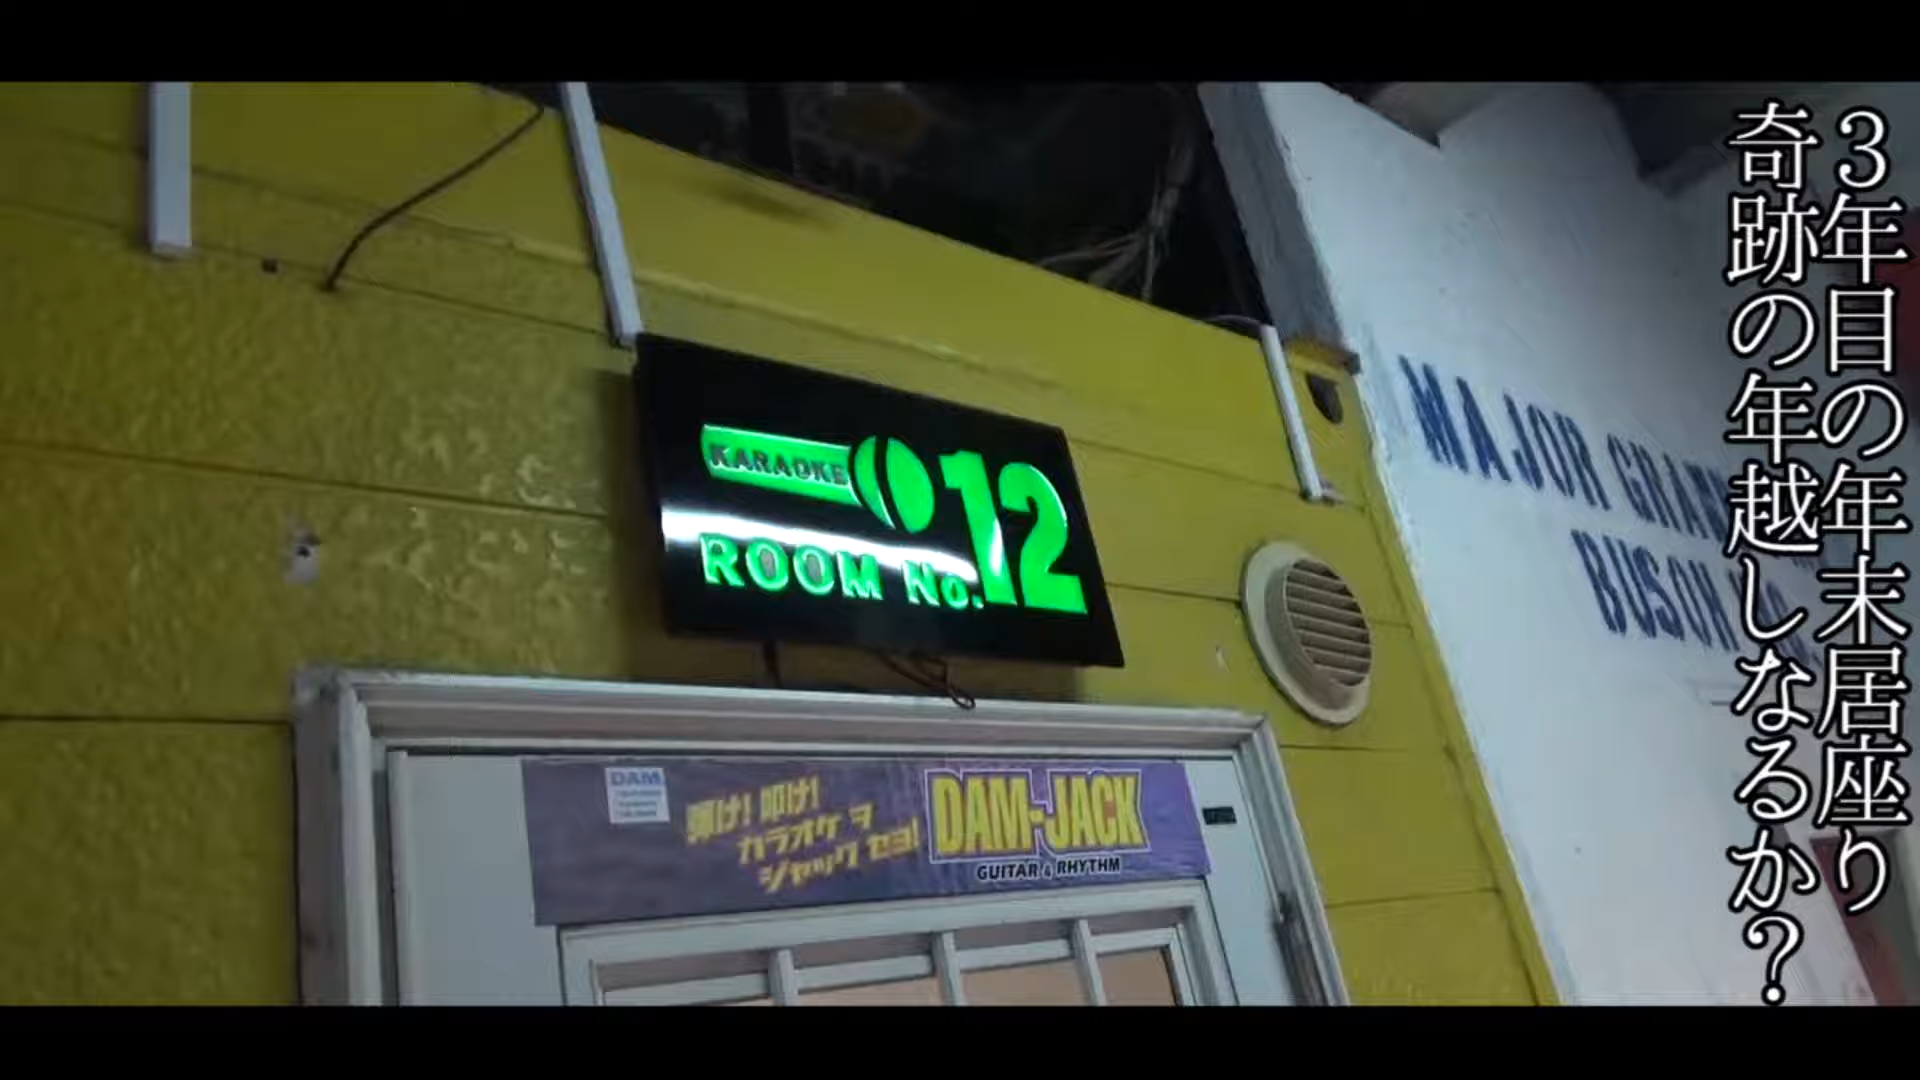 3年目の年末居座り
奇跡の年越しなるか?
KARAOKE
12
ROOM No.
MAJOR
DAM
弾け! 叩け!
カラオケ ヲ
ジャック セヨ!
DAM-JACK
GUITAR & RHYTHM